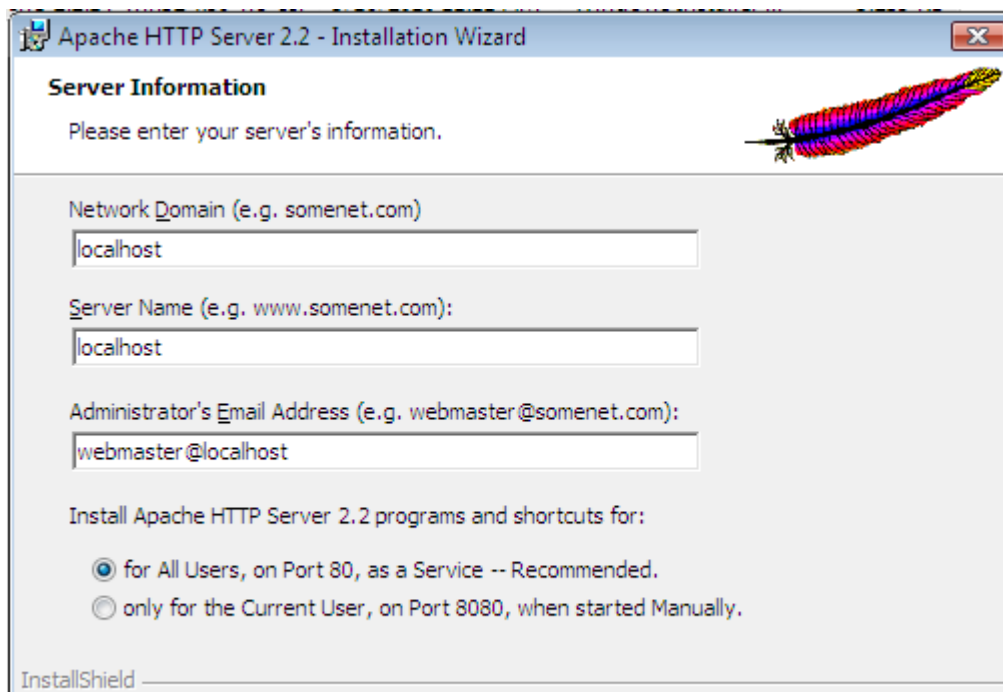 Apache HTTP Server 2.2 - Installation Wizard
Server Information
Please enter your server's information.
Network Domain (e.g. somenet.com)
localhost
Server Name (e.g. www.somenet.com):
localhost
Administrator's Email Address (e.g. webmaster@somenet.com):
webmaster@localhost
Install Apache HTTP Server 2.2 programs and shortcuts for:
for All Users, on Port 80, as a Service -- Recommended.
only for the Current User, on Port 8080, when started Manually.
InstallShield